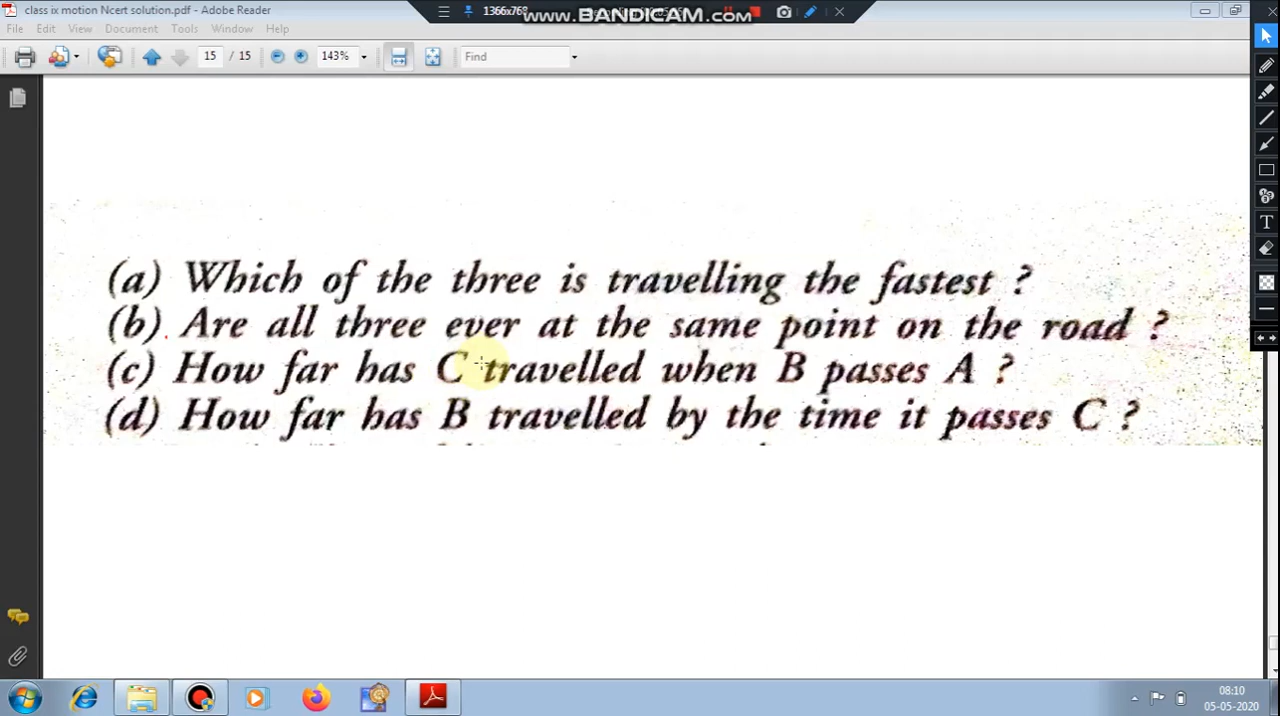 class ix motion Ncert solution.pdf - Adobe Reader
1366x768
www.BANDICAM.com
File Edit View Document Tools Window Help
15 / 15 143% Find
(a) Which of the three is travelling the fastest ?
(b) Are all three ever at the same point on the road ?
(c) How far has C travelled when B passes A ?
(d) How far has B travelled by the time it passes C ?
08:10
05-05-2020